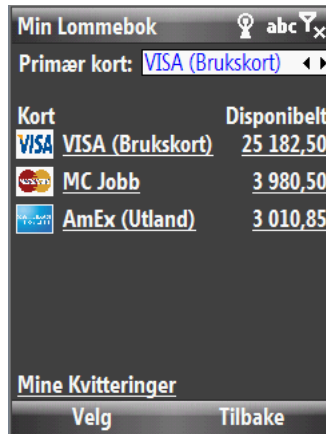 Min Lommebok abc
Primær kort: VISA (Brukskort)
Kort Disponibelt
VISA VISA (Brukskort) 25 182,50
MC Jobb 3 980,50
AmEx (Utland) 3 010,85
Mine Kvitteringer
Velg Tilbake